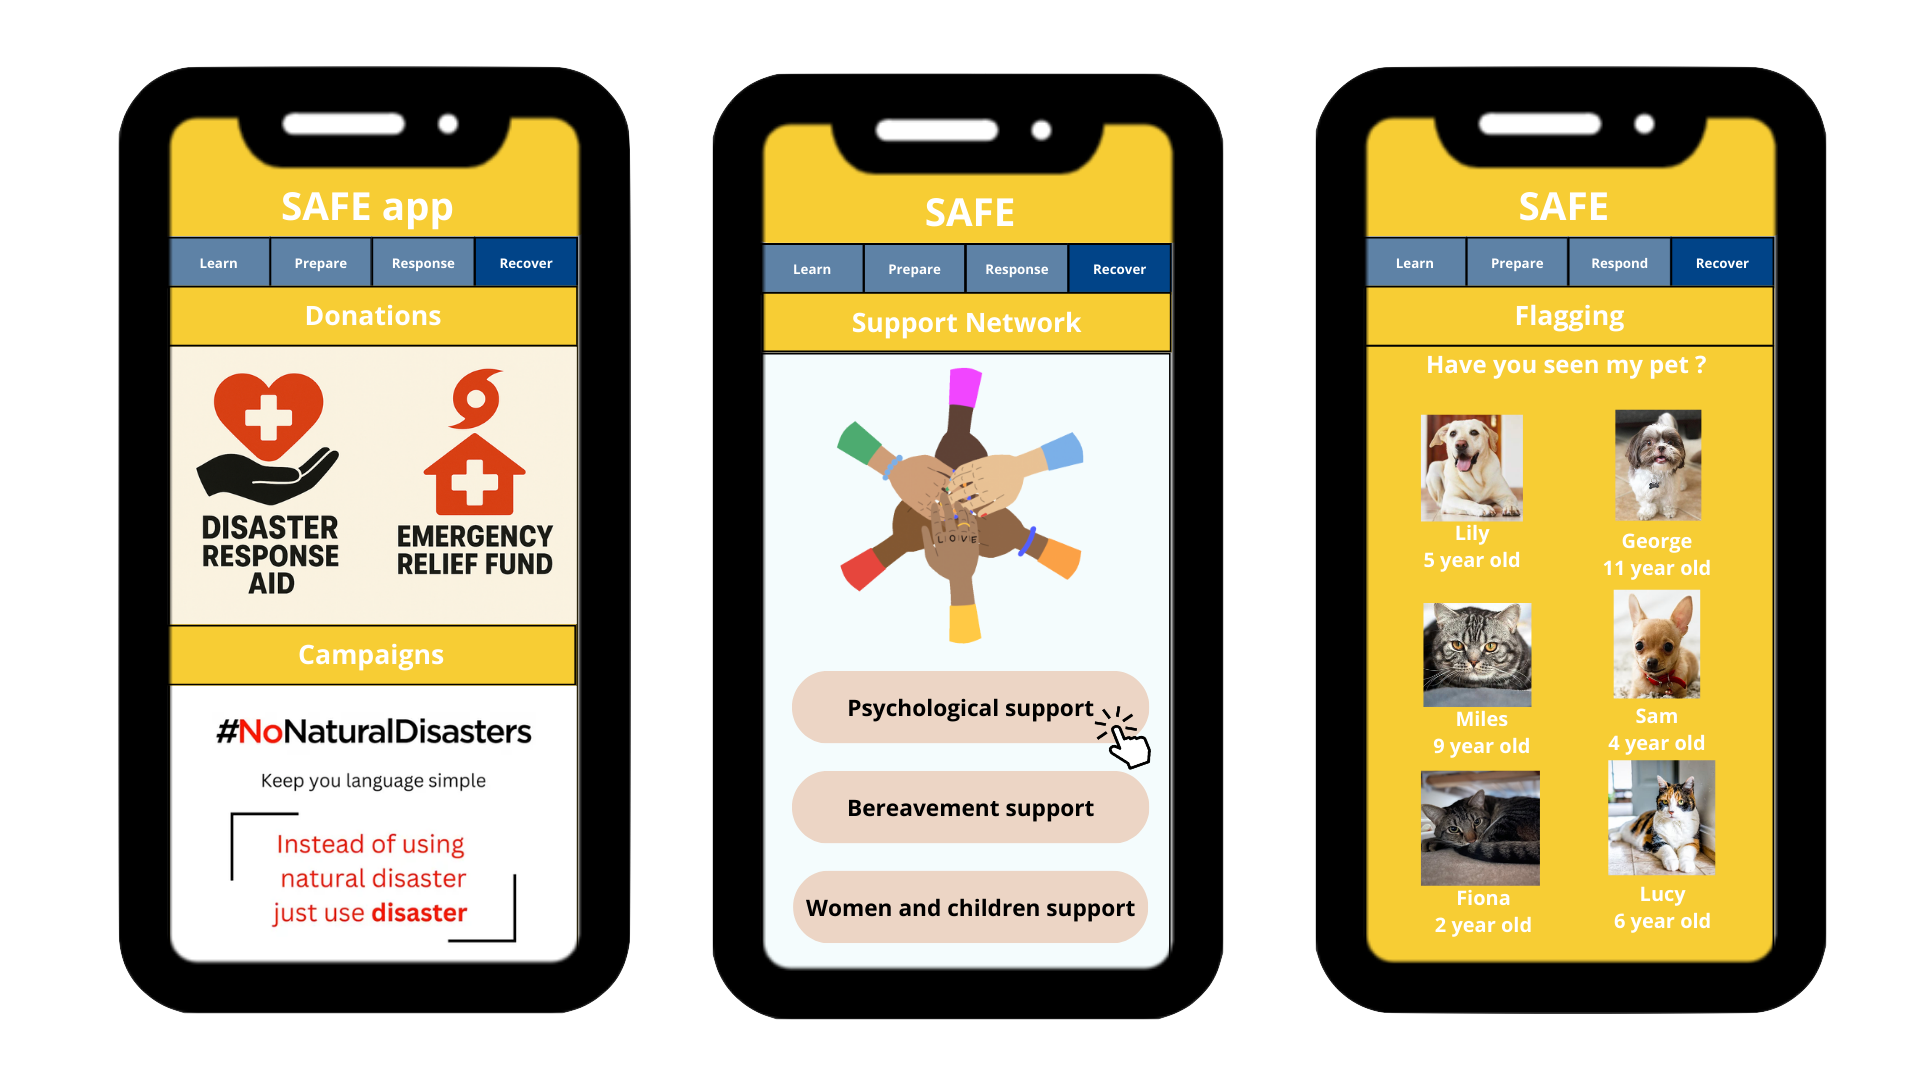 SAFE app
Learn
Prepare
Response
Recover
Donations
DISASTER
RESPONSE
AID
EMERGENCY
RELIEF FUND
Campaigns
#NoNaturalDisasters
Keep you language simple
Instead of using
natural disaster
just use disaster
SAFE
Learn
Prepare
Response
Recover
Support Network
LOVE
Psychological support
Bereavement support
Women and children support
SAFE
Learn
Prepare
Respond
Recover
Flagging
Have you seen my pet ?
Lily
5 year old
George
11 year old
Miles
9 year old
Sam
4 year old
Fiona
2 year old
Lucy
6 year old